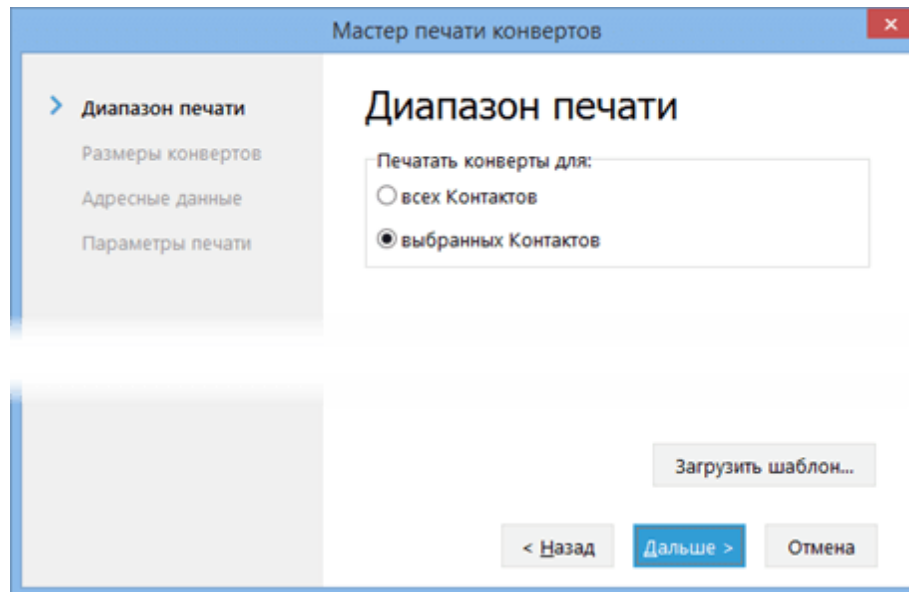 Мастер печати конвертов
Диапазон печати
Размеры конвертов
Адресные данные
Параметры печати
Диапазон печати
Печатать конверты для:
всех Контактов
выбранных Контактов
Загрузить шаблон...
< Назад
Дальше >
Отмена